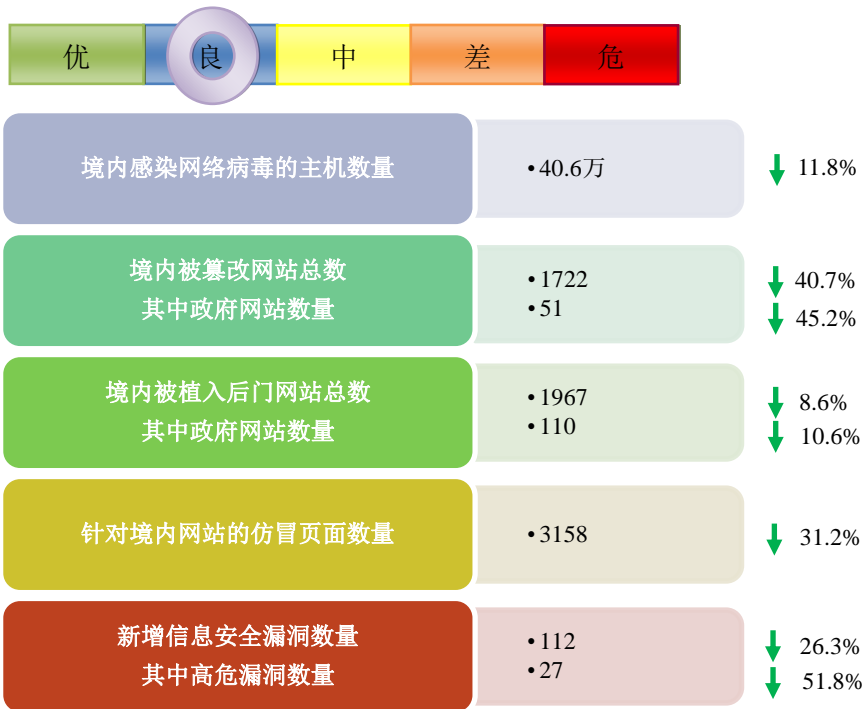 优 良 中 差 危
境内感染网络病毒的主机数量
•40.6万
11.8%
境内被篡改网站总数
其中政府网站数量
•1722
•51
40.7%
45.2%
境内被植入后门网站总数
其中政府网站数量
•1967
•110
8.6%
10.6%
针对境内网站的仿冒页面数量
•3158
31.2%
新增信息安全漏洞数量
其中高危漏洞数量
•112
•27
26.3%
51.8%